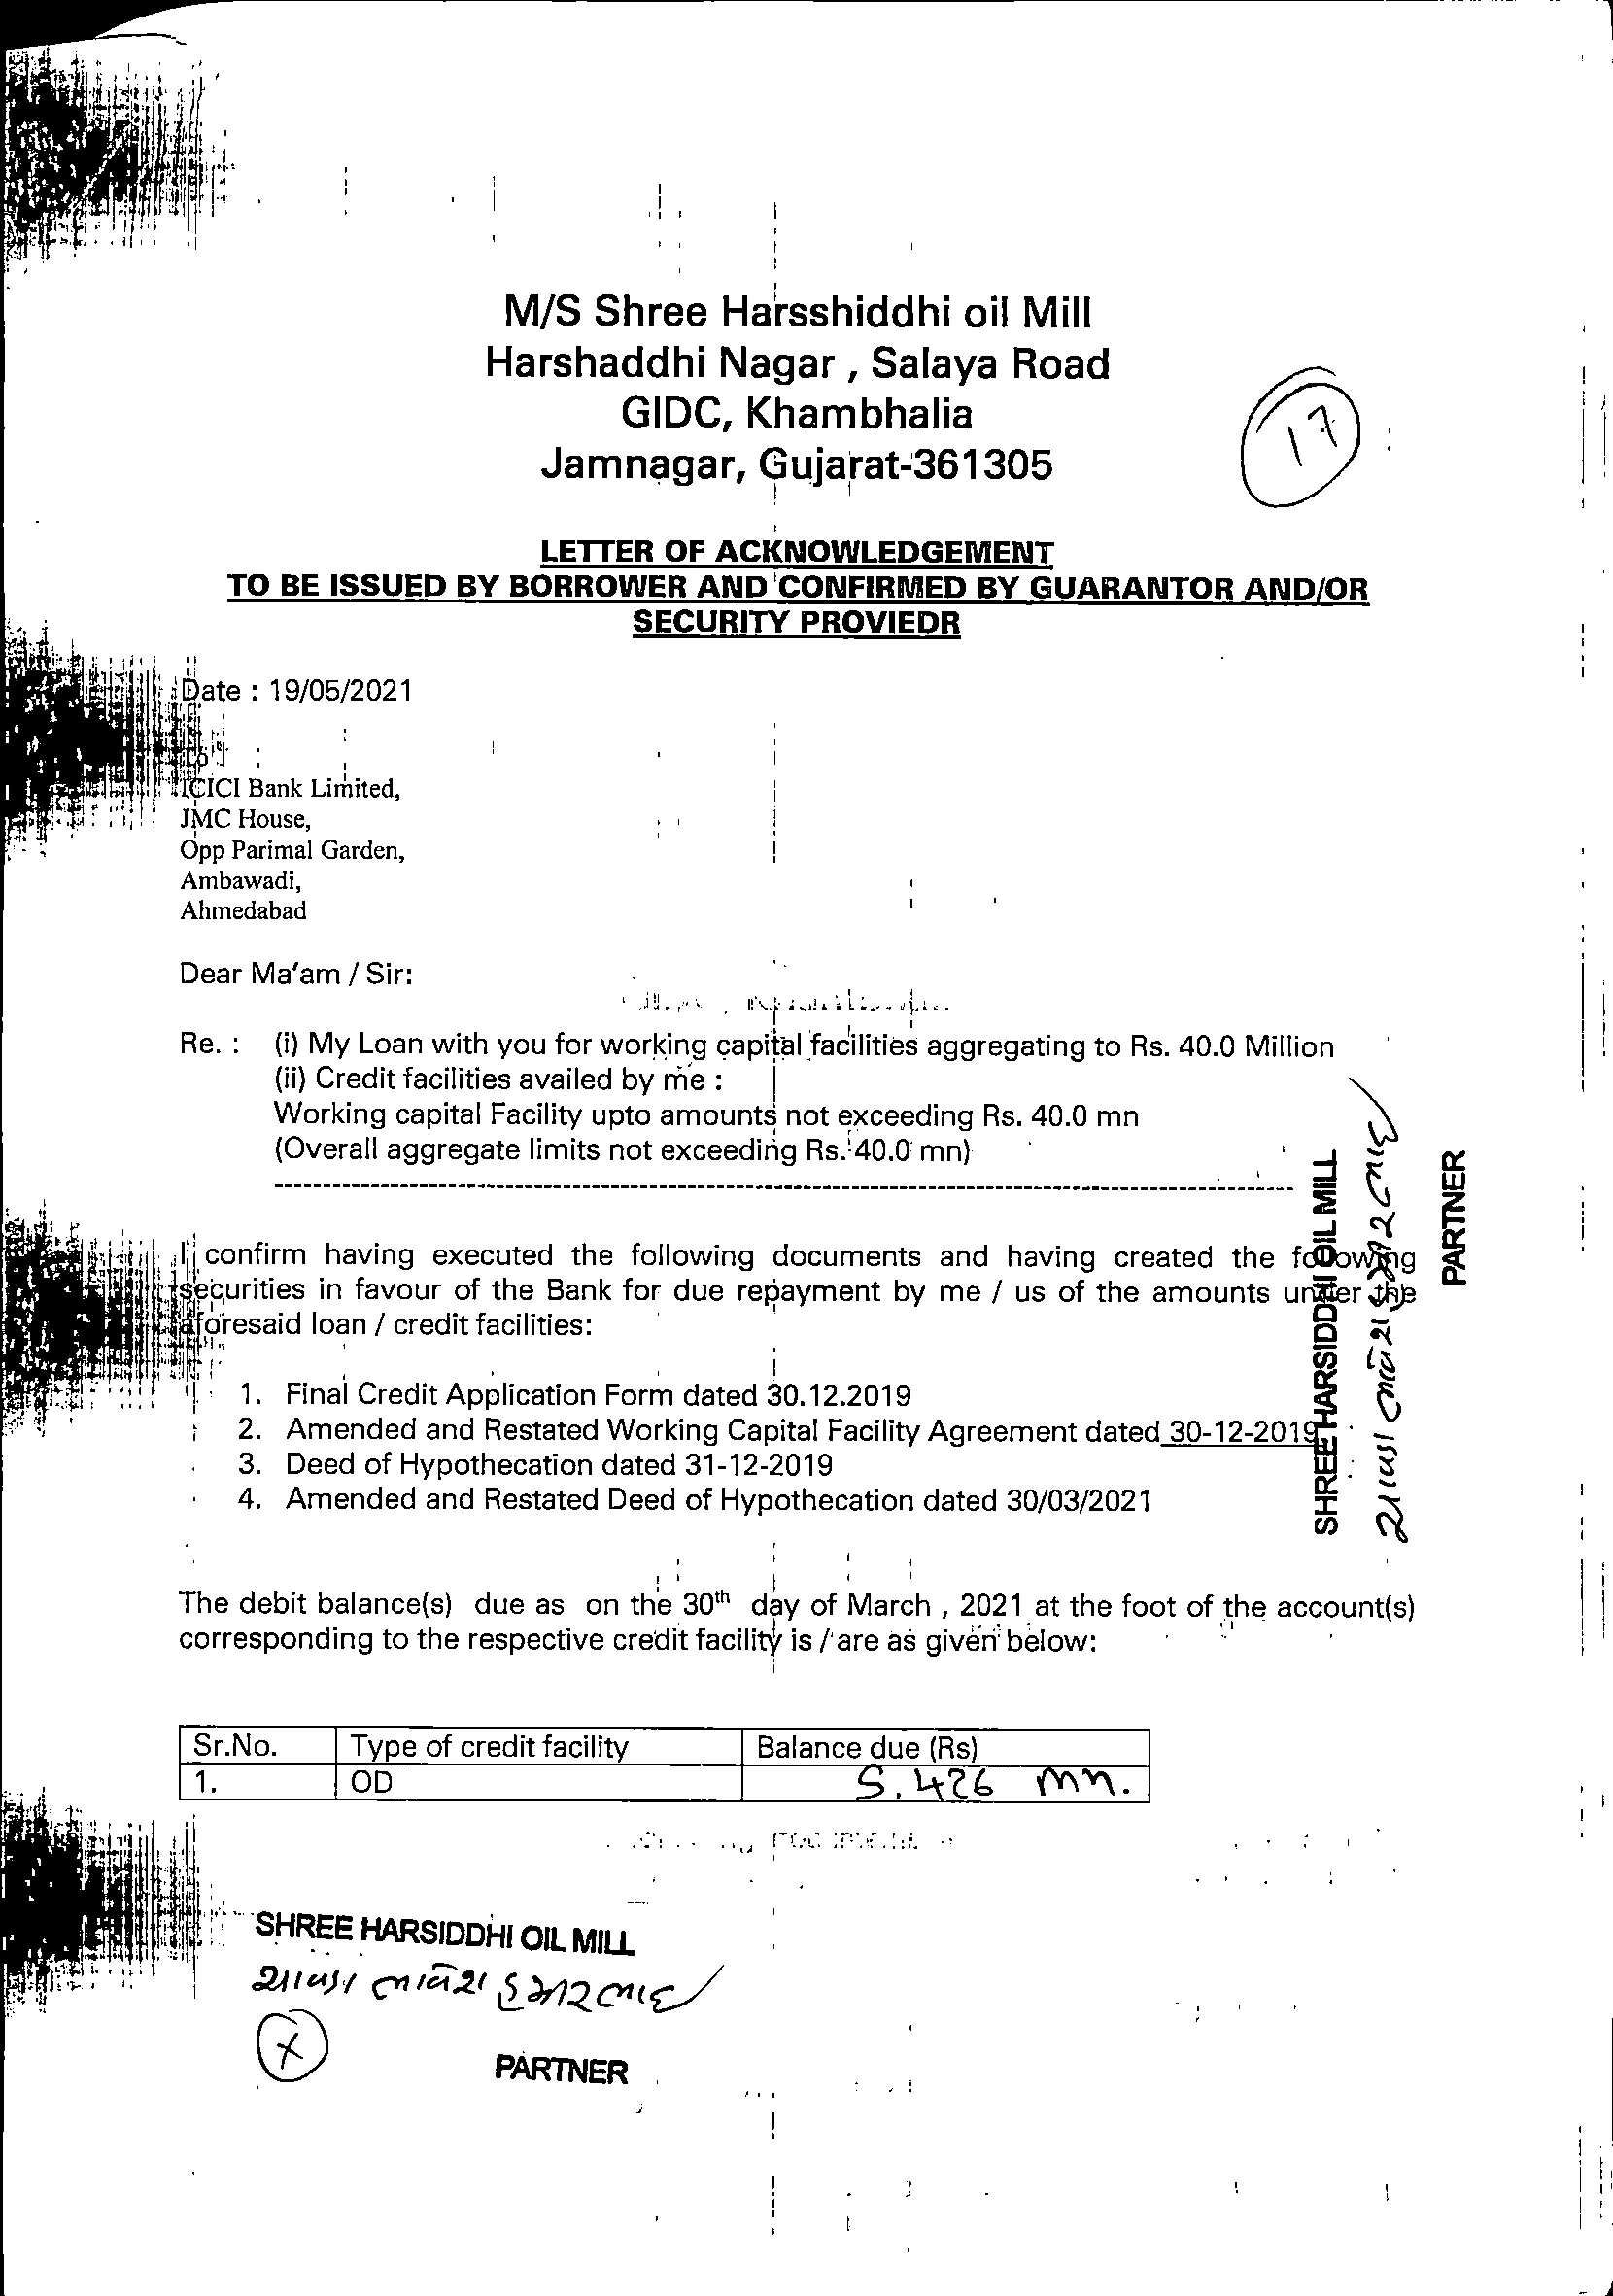 M/S Shree Harsshiddhi oil Mill
Harshaddhi Nagar , Salaya Road
GIDC, Khambhalia
Jamnagar, Gujarat-361305
17
LETTER OF ACKNOWLEDGEMENT
TO BE ISSUED BY BORROWER AND CONFIRMED BY GUARANTOR AND/OR
SECURITY PROVIEDR
Date : 19/05/2021
To
ICICI Bank Limited,
JMC House,
Opp Parimal Garden,
Ambawadi,
Ahmedabad
Dear Ma'am / Sir:
Re. : (i) My Loan with you for working capital facilities aggregating to Rs. 40.0 Million
(ii) Credit facilities availed by me :
Working capital Facility upto amounts not exceeding Rs. 40.0 mn
(Overall aggregate limits not exceeding Rs. 40.0 mn)
I confirm having executed the following documents and having created the following
securities in favour of the Bank for due repayment by me / us of the amounts under the
aforesaid loan / credit facilities:
1. Final Credit Application Form dated 30.12.2019
2. Amended and Restated Working Capital Facility Agreement dated 30-12-2019
3. Deed of Hypothecation dated 31-12-2019
4. Amended and Restated Deed of Hypothecation dated 30/03/2021
SHREE HARSIDDHI OIL MILL
PARTNER
The debit balance(s) due as on the 30th day of March , 2021 at the foot of the account(s)
corresponding to the respective credit facility is / are as given below:
Sr.No. Type of credit facility Balance due (Rs)
1. OD 5.426 mn.
SHREE HARSIDDHI OIL MILL
X
PARTNER